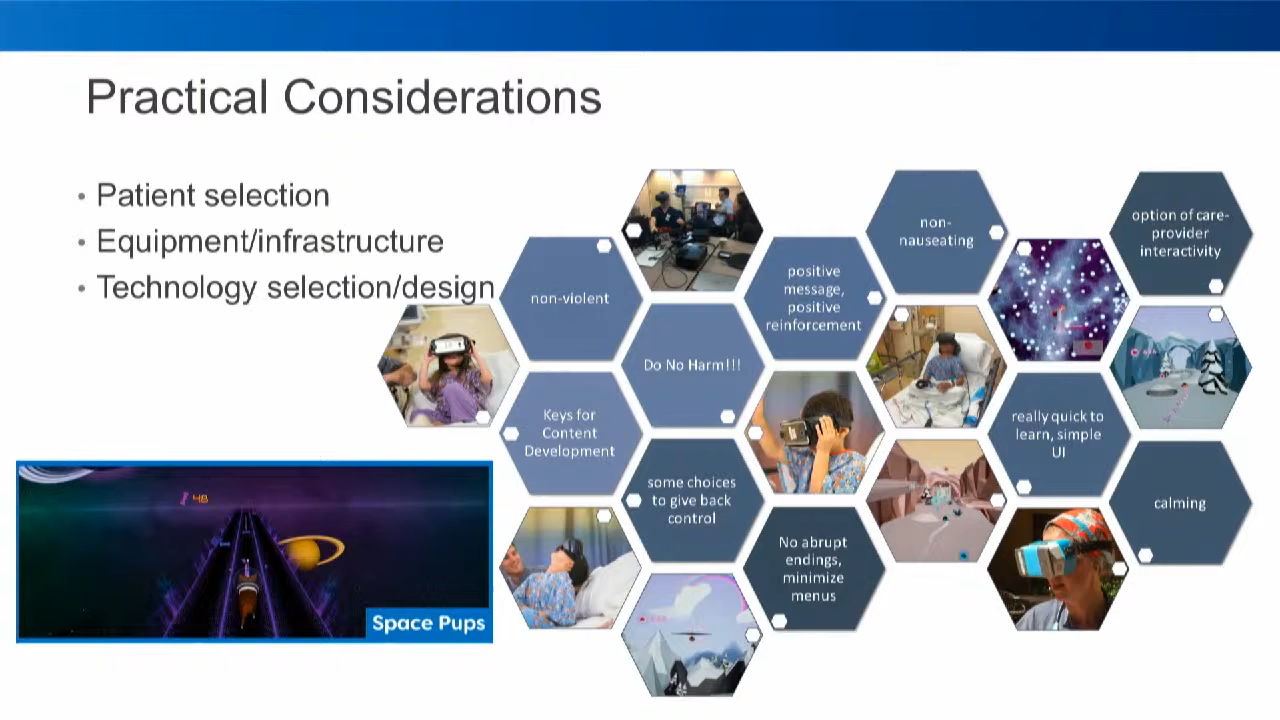 Practical Considerations
• Patient selection
• Equipment/infrastructure
• Technology selection/design
non-violent
Do No Harm!!!
Keys for
Content
Development
some choices
to give back
control
positive
message,
positive
reinforcement
No abrupt
endings,
minimize
menus
non-
nauseating
really quick to
learn, simple
UI
option of care-
provider
interactivity
calming
48
Space Pups